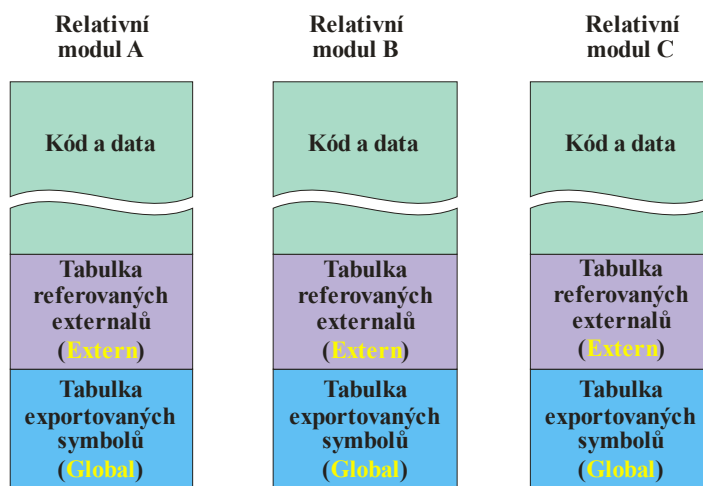 Relativní
modul A
Kód a data
Tabulka
referovaných
externalů
(Extern)
Tabulka
exportovaných
symbolů
(Global)
Relativní
modul B
Kód a data
Tabulka
referovaných
externalů
(Extern)
Tabulka
exportovaných
symbolů
(Global)
Relativní
modul C
Kód a data
Tabulka
referovaných
externalů
(Extern)
Tabulka
exportovaných
symbolů
(Global)